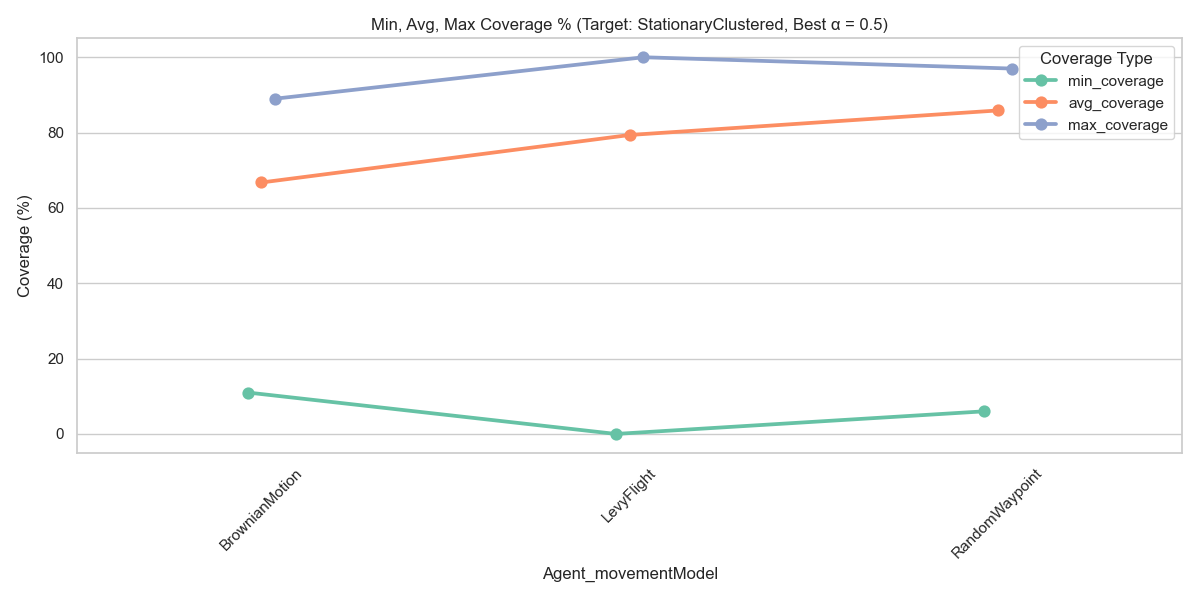 Min, Avg, Max Coverage % (Target: StationaryClustered, Best α = 0.5)
Coverage Type
min_coverage
avg_coverage
max_coverage
Coverage (%)
100
80
60
40
20
0
BrownianMotion
LevyFlight
RandomWaypoint
Agent_movementModel